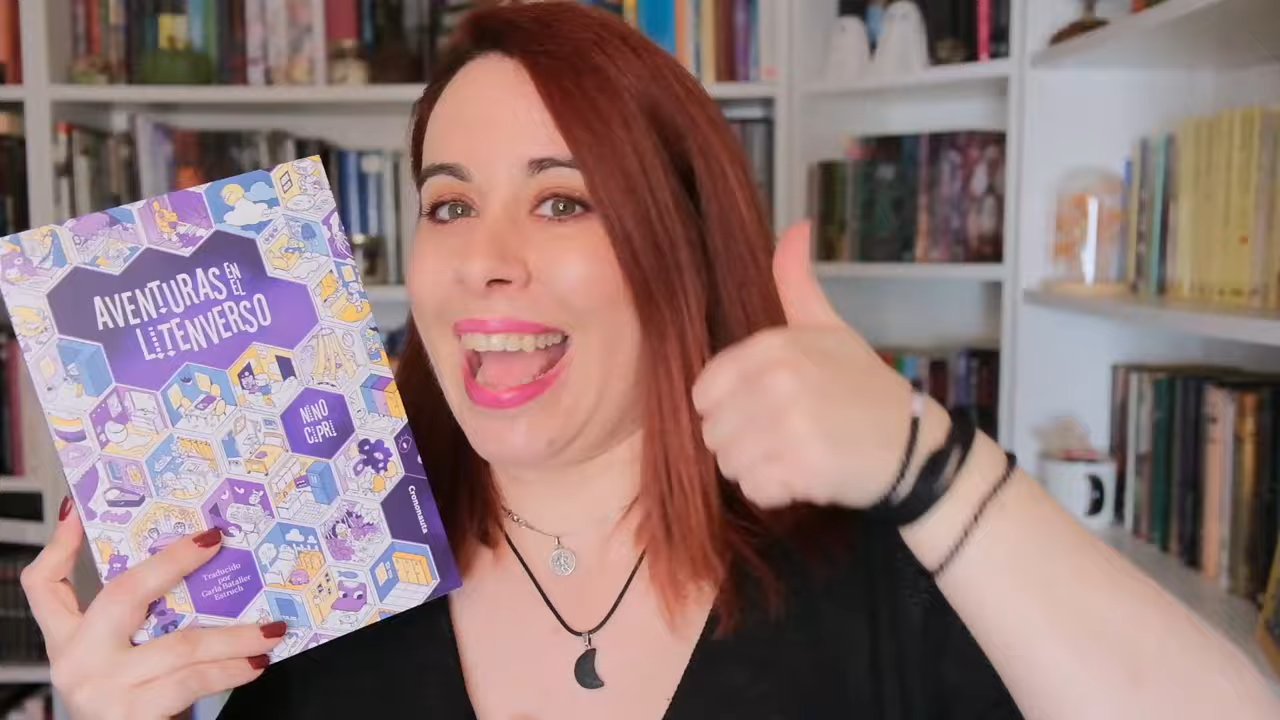 AVENTURAS EN
EL
LITENVERSO
NINO
CIPRI
Crononauta
Traducido
por
Carla Bataller
Estruch